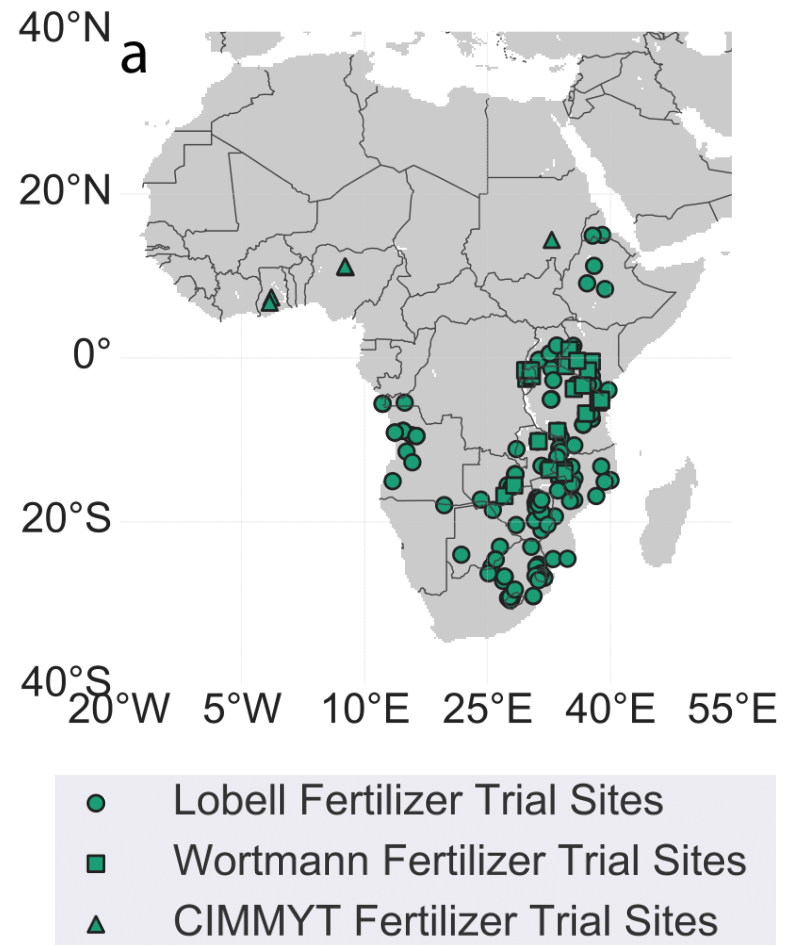 40°N
a
20°N
0°
20°S
40°S
20°W 5°W 10°E 25°E 40°E 55°E
Lobell Fertilizer Trial Sites
Wortmann Fertilizer Trial Sites
CIMMYT Fertilizer Trial Sites